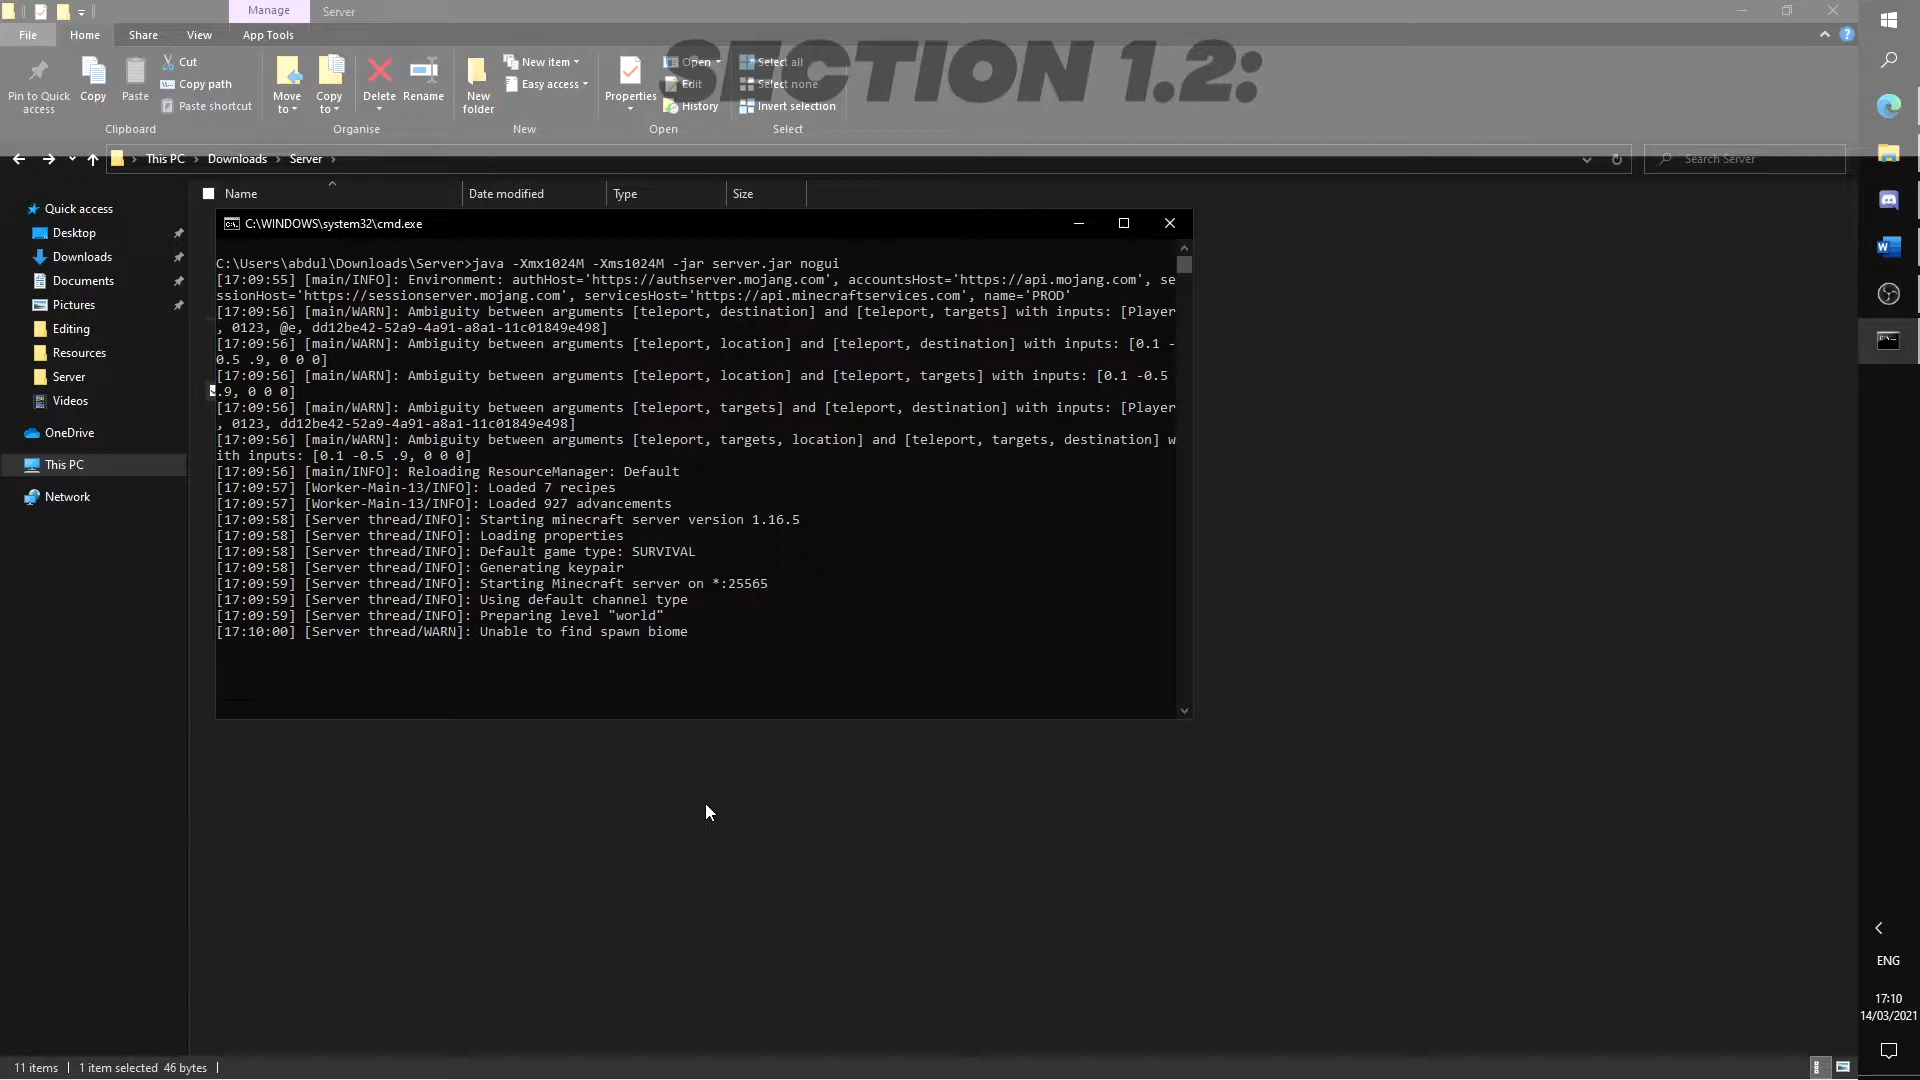 Manage
Server
File
Home
Share
View
App Tools
SECTION 1.2:
Pin to Quick
access
Copy
Paste
Cut
Copy path
Paste shortcut
Clipboard
Move
to
Copy
to
Delete
Rename
Organise
New
folder
New item
Easy access
New
Properties
Open
Edit
History
Open
Select all
Select none
Invert selection
Select
This PC
Downloads
Server
Search Server
Name
Date modified
Type
Size
Quick access
Desktop
Downloads
Documents
Pictures
Editing
Resources
Server
Videos
OneDrive
This PC
Network
C:\WINDOWS\system32\cmd.exe
C:\Users\abdul\Downloads\Server>java -Xmx1024M -Xms1024M -jar server.jar nogui
[17:09:55] [main/INFO]: Environment: authHost='https://authserver.mojang.com', accountsHost='https://api.mojang.com', se
ssionHost='https://sessionserver.mojang.com', servicesHost='https://api.minecraftservices.com', name='PROD'
[17:09:56] [main/WARN]: Ambiguity between arguments [teleport, destination] and [teleport, targets] with inputs: [Player
, 0123, @e, dd12be42-52a9-4a91-a8a1-11c01849e498]
[17:09:56] [main/WARN]: Ambiguity between arguments [teleport, location] and [teleport, destination] with inputs: [0.1 -
0.5 .9, 0 0 0]
[17:09:56] [main/WARN]: Ambiguity between arguments [teleport, location] and [teleport, targets] with inputs: [0.1 -0.5
.9, 0 0 0]
[17:09:56] [main/WARN]: Ambiguity between arguments [teleport, targets] and [teleport, destination] with inputs: [Player
, 0123, dd12be42-52a9-4a91-a8a1-11c01849e498]
[17:09:56] [main/WARN]: Ambiguity between arguments [teleport, targets, location] and [teleport, targets, destination] w
ith inputs: [0.1 -0.5 .9, 0 0 0]
[17:09:56] [main/INFO]: Reloading ResourceManager: Default
[17:09:57] [Worker-Main-13/INFO]: Loaded 7 recipes
[17:09:57] [Worker-Main-13/INFO]: Loaded 927 advancements
[17:09:58] [Server thread/INFO]: Starting minecraft server version 1.16.5
[17:09:58] [Server thread/INFO]: Loading properties
[17:09:58] [Server thread/INFO]: Default game type: SURVIVAL
[17:09:58] [Server thread/INFO]: Generating keypair
[17:09:59] [Server thread/INFO]: Starting Minecraft server on *:25565
[17:09:59] [Server thread/INFO]: Using default channel type
[17:09:59] [Server thread/INFO]: Preparing level "world"
[17:10:00] [Server thread/WARN]: Unable to find spawn biome
ENG
17:10
14/03/2021
11 items
1 item selected 46 bytes